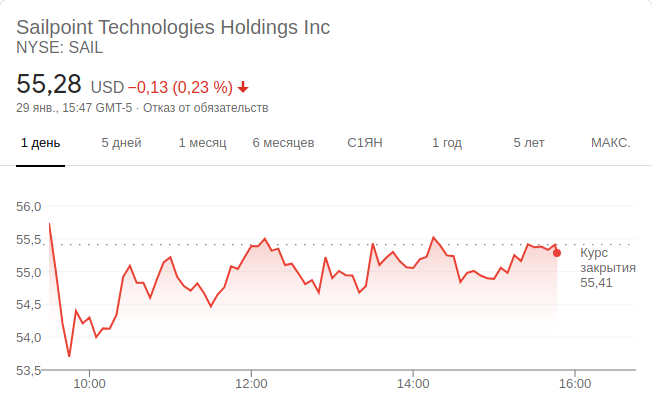 Sailpoint Technologies Holdings Inc
NYSE: SAIL
55,28 USD −0,13 (0,23 %)
29 янв., 15:47 GMT-5 · Отказ от обязательств
1 день 5 дней 1 месяц 6 месяцев С1ЯН 1 год 5 лет МАКС.
56,0
55,5
55,0
54,5
54,0
53,5
Курс
закрытия
55,41
10:00 12:00 14:00 16:00